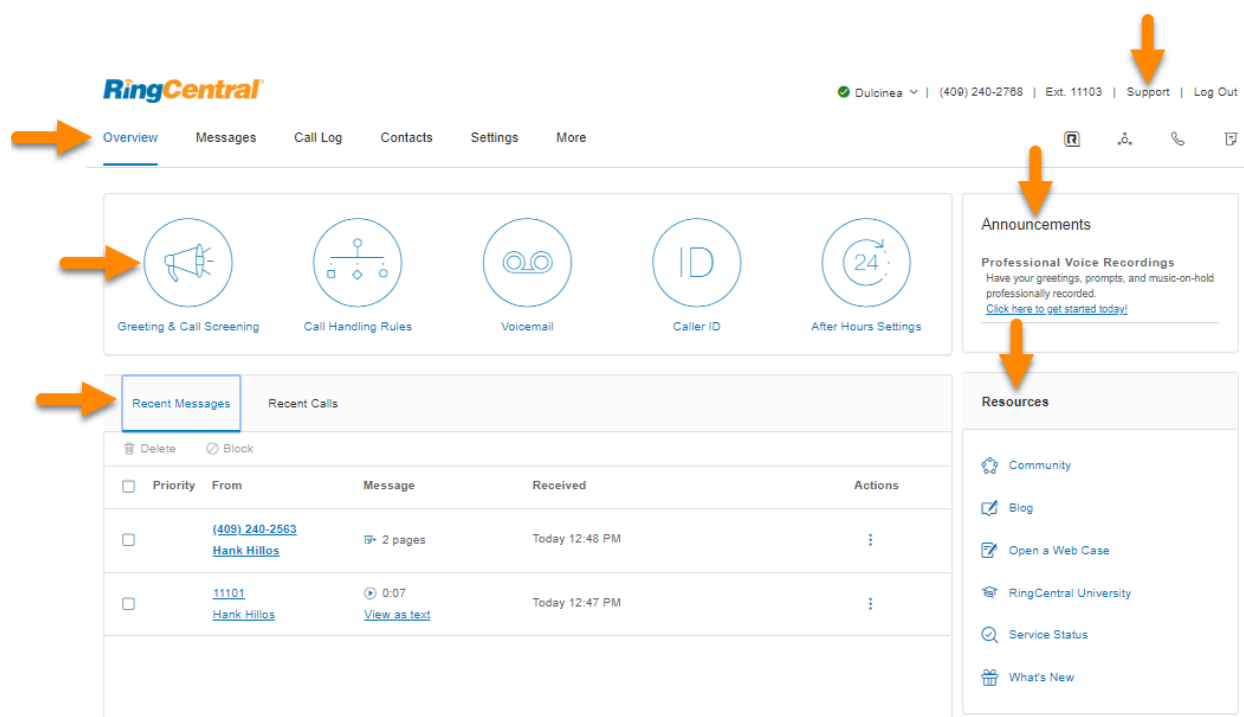 RingCentral
Dulcinea | (409) 240-2768 | Ext. 11103 | Support | Log Out
Overview Messages Call Log Contacts Settings More
Greeting & Call Screening Call Handling Rules Voicemail ID Caller ID 24 After Hours Settings
Announcements
Professional Voice Recordings
Have your greetings, prompts, and music-on-hold
professionally recorded.
Click here to get started today!
Recent Messages Recent Calls
Delete Block
Priority From Message Received Actions
(409) 240-2563 2 pages Today 12:48 PM
Hank Hillos
11101 0:07 Today 12:47 PM
Hank Hillos View as text
Resources
Community
Blog
Open a Web Case
RingCentral University
Service Status
What's New